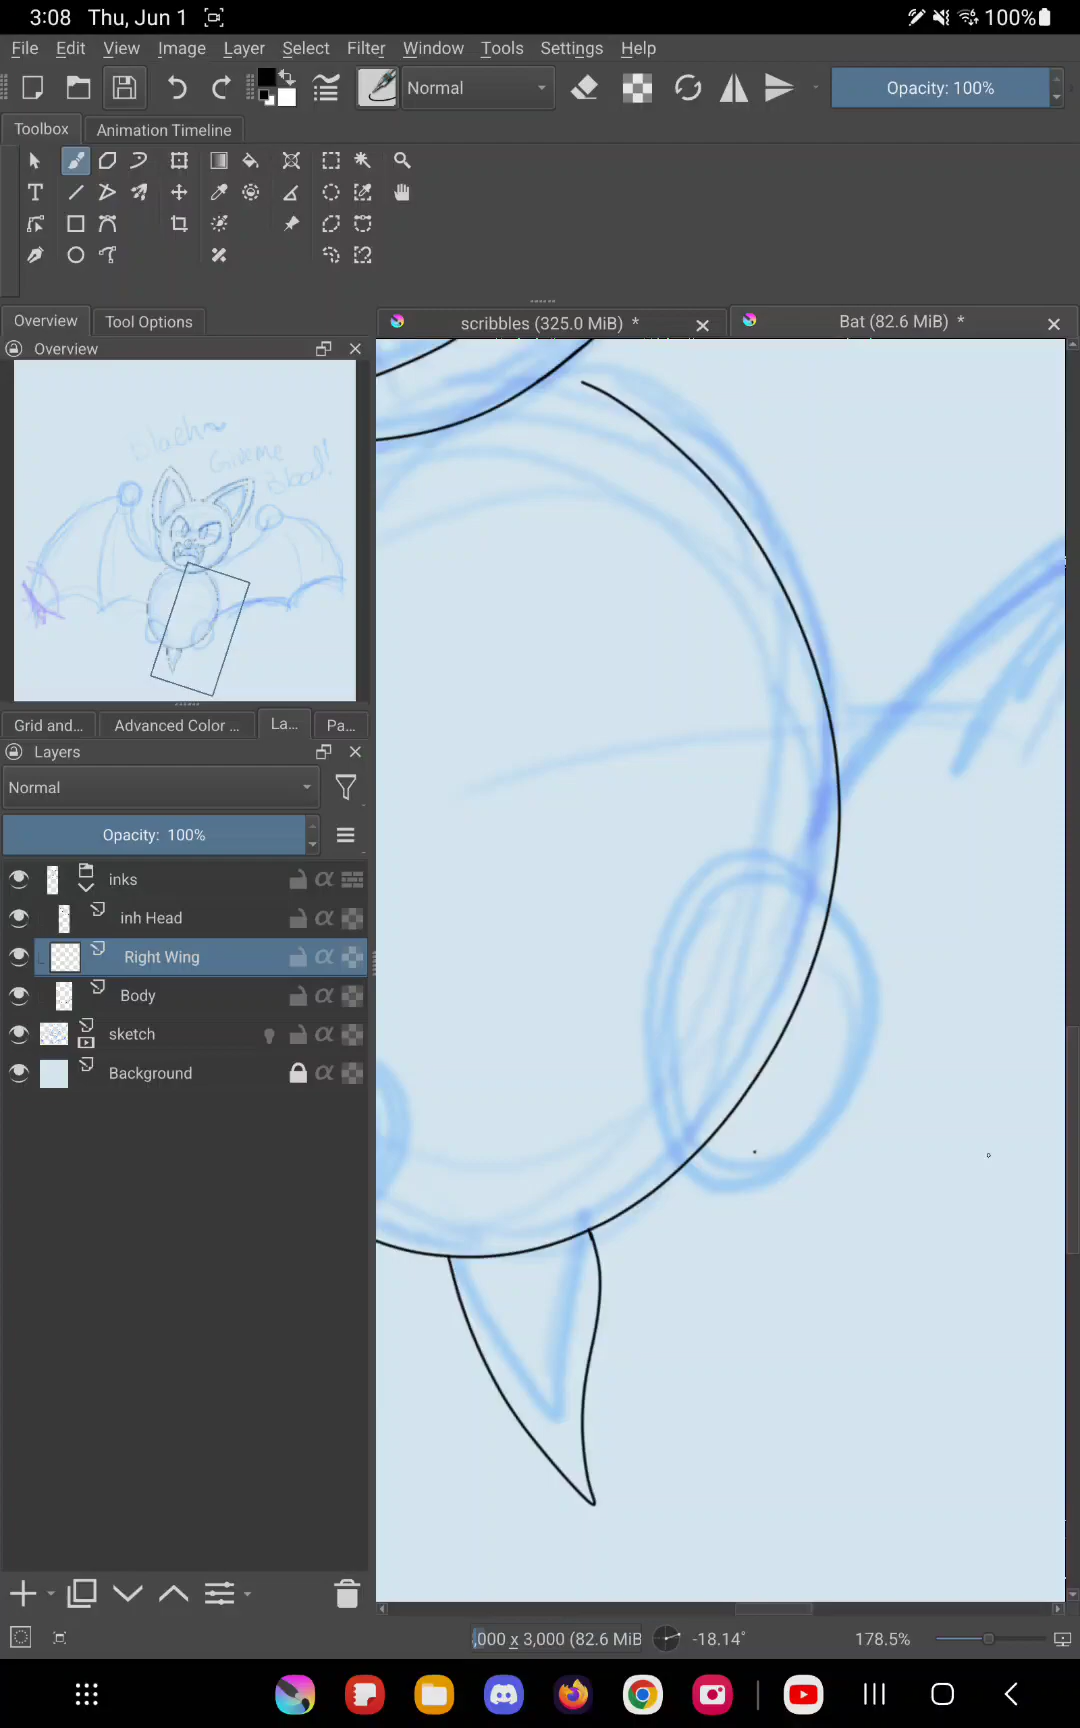 3:08 Thu, Jun 1 100%
File Edit View Image Layer Select Filter Window Tools Settings Help
Normal Opacity: 100%
Toolbox Animation Timeline
Overview Tool Options
scribbles (325.0 MiB) * Bat (82.6 MiB) *
Overview
Give me
Blood!
Grid and... Advanced Color ... La... Pa...
Layers
Normal
Opacity: 100%
inks
inh Head
Right Wing
Body
sketch
Background
,000 x 3,000 (82.6 MiB -18.14° 178.5%